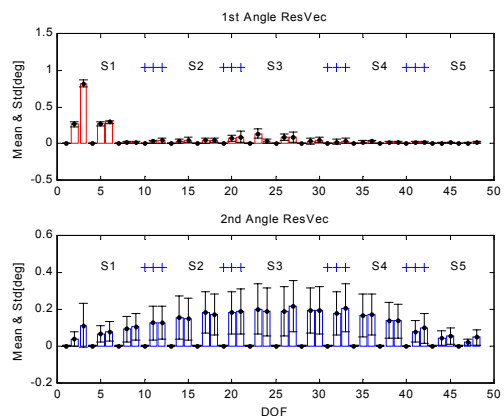 1st Angle ResVec
Mean & Std[deg]
1.5
1
0.5
0
-0.5
S1 S2 S3 S4 S5
0 5 10 15 20 25 30 35 40 45 50
2nd Angle ResVec
Mean & Std[deg]
0.6
0.4
0.2
0
-0.2
S1 S2 S3 S4 S5
0 5 10 15 20 25 30 35 40 45 50
DOF